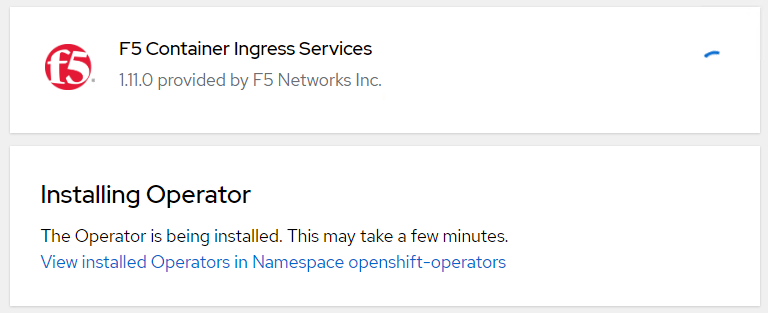 f5
F5 Container Ingress Services
1.11.0 provided by F5 Networks Inc.
Installing Operator
The Operator is being installed. This may take a few minutes.
View installed Operators in Namespace openshift-operators